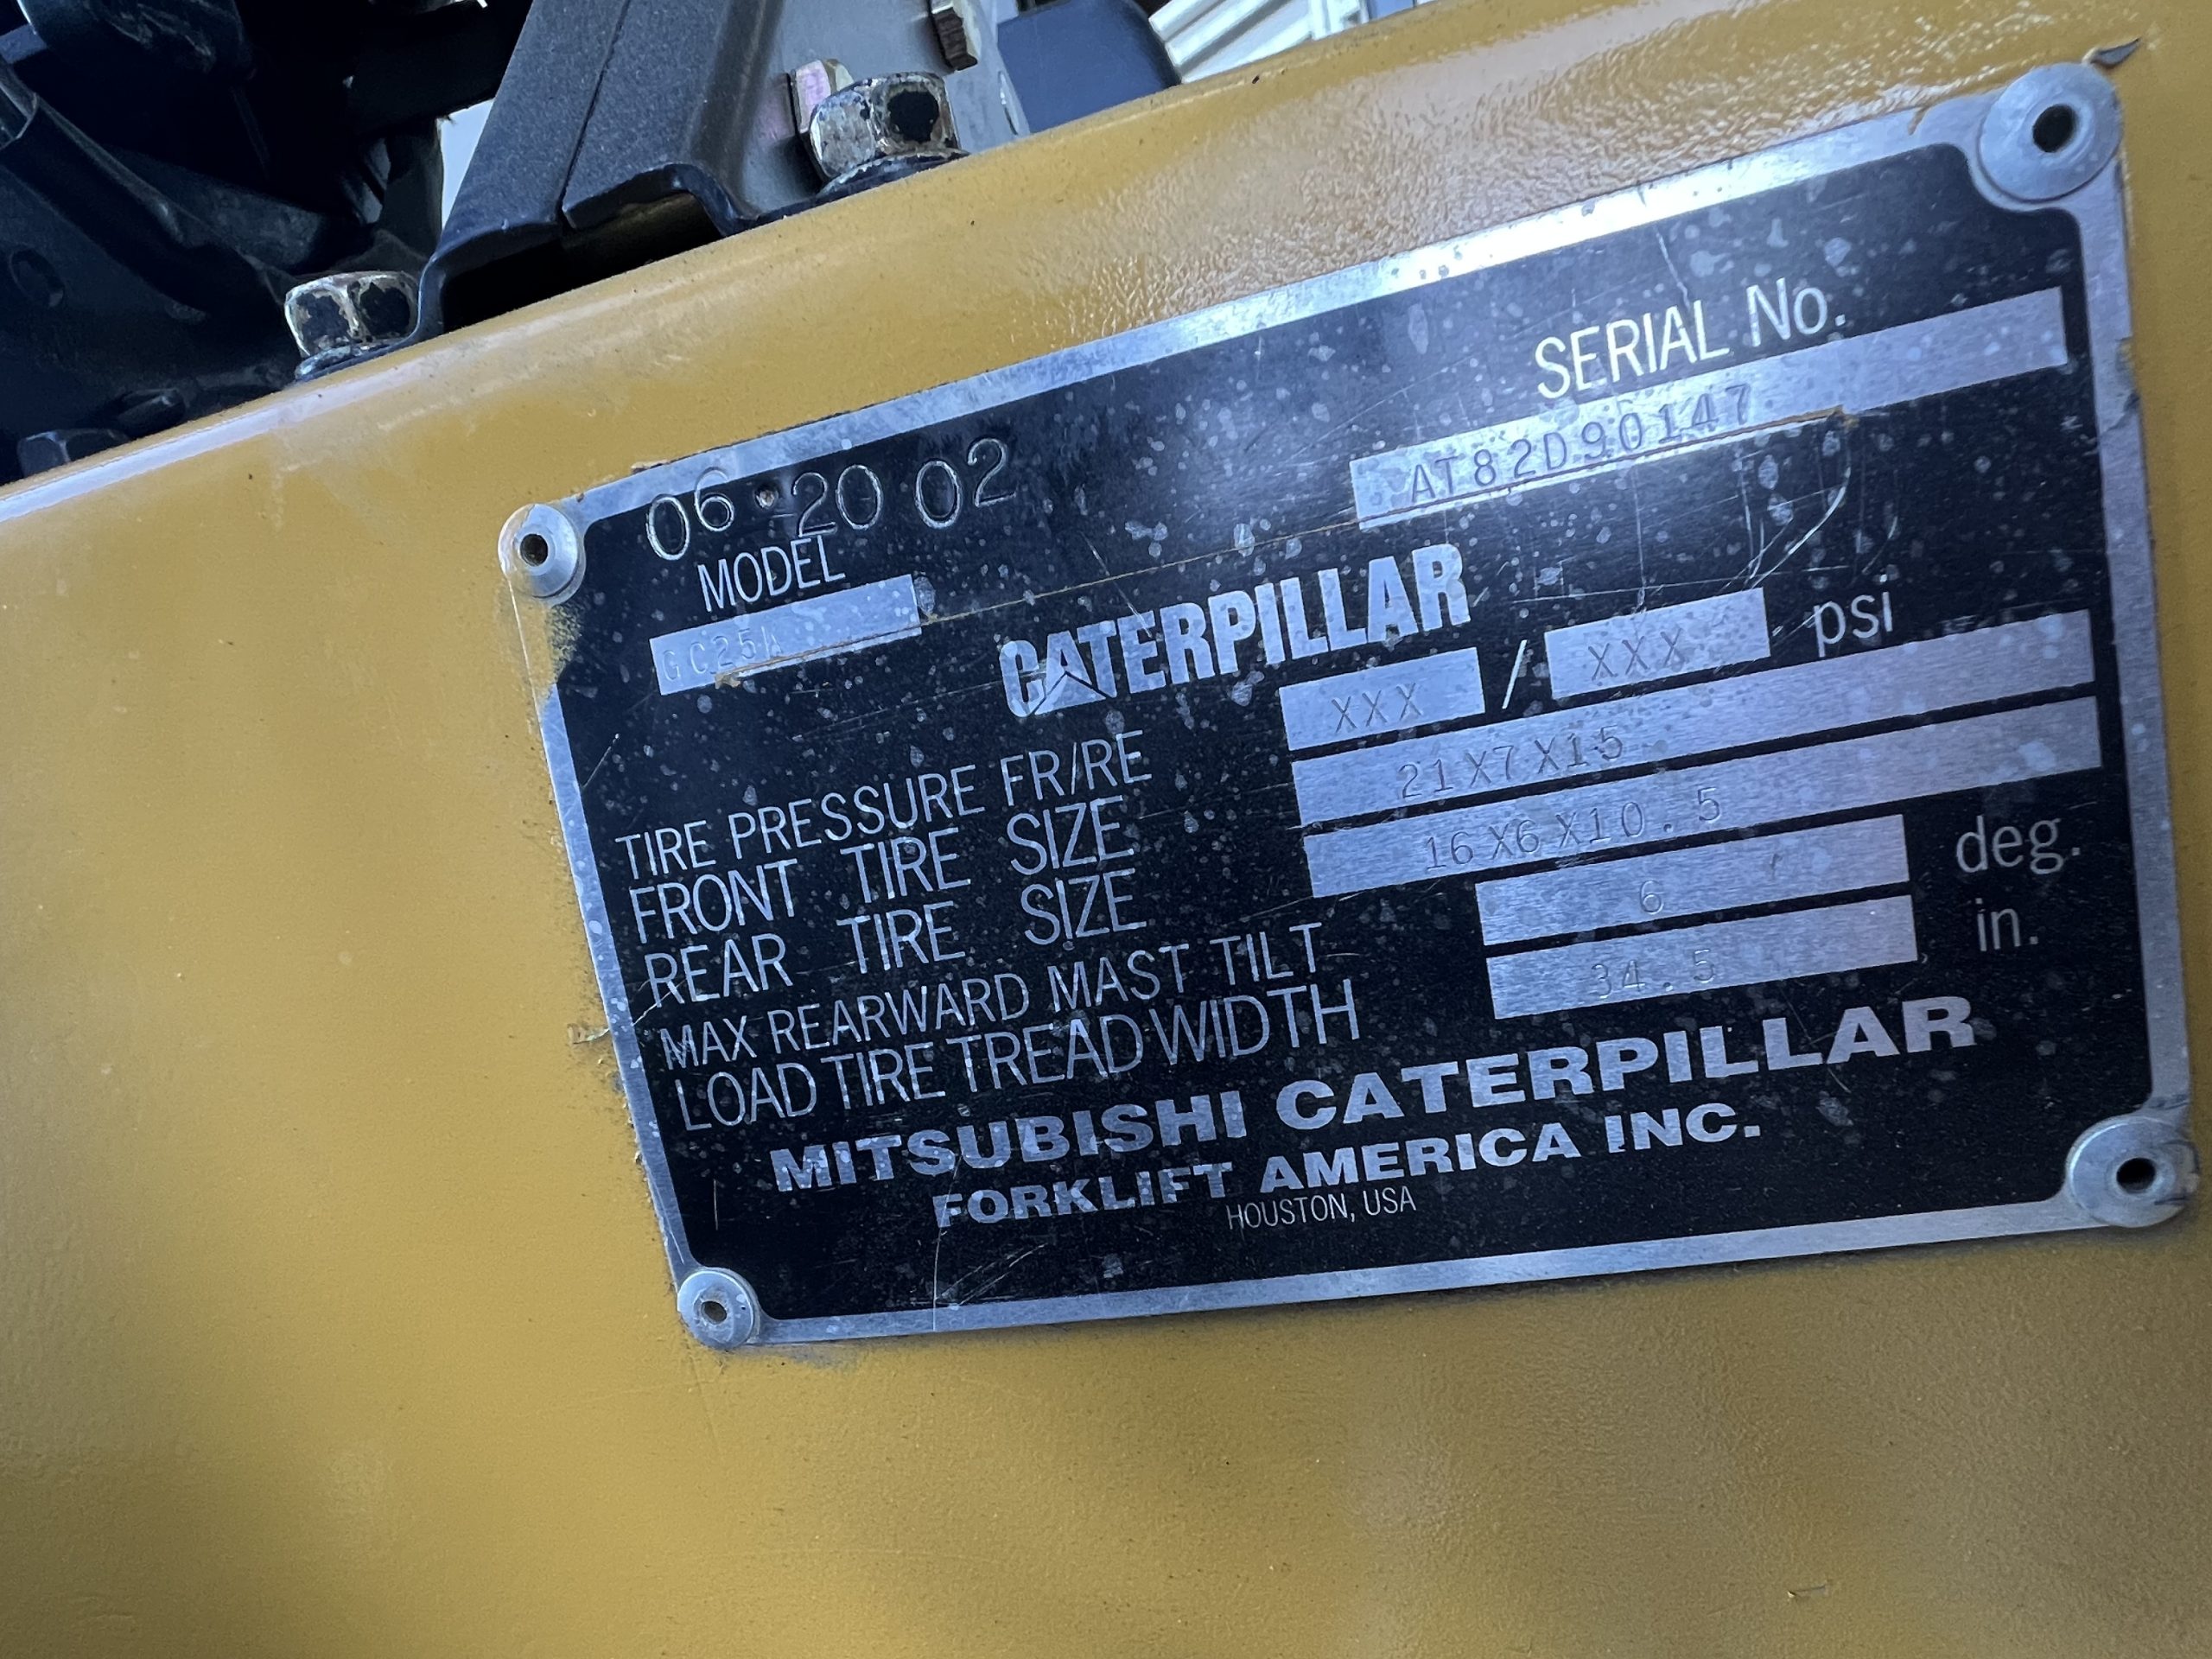 SERIAL No.
AT82D90147
06 20 02
MODEL
GC25A
CATERPILLAR
TIRE PRESSURE FR/RE XXX / XXX psi
FRONT TIRE SIZE 21X7X15
REAR TIRE SIZE 16X6X10.5
MAX REARWARD MAST TILT 6 deg.
LOAD TIRE TREAD WIDTH 34.5 in.
MITSUBISHI CATERPILLAR
FORKLIFT AMERICA INC.
HOUSTON, USA